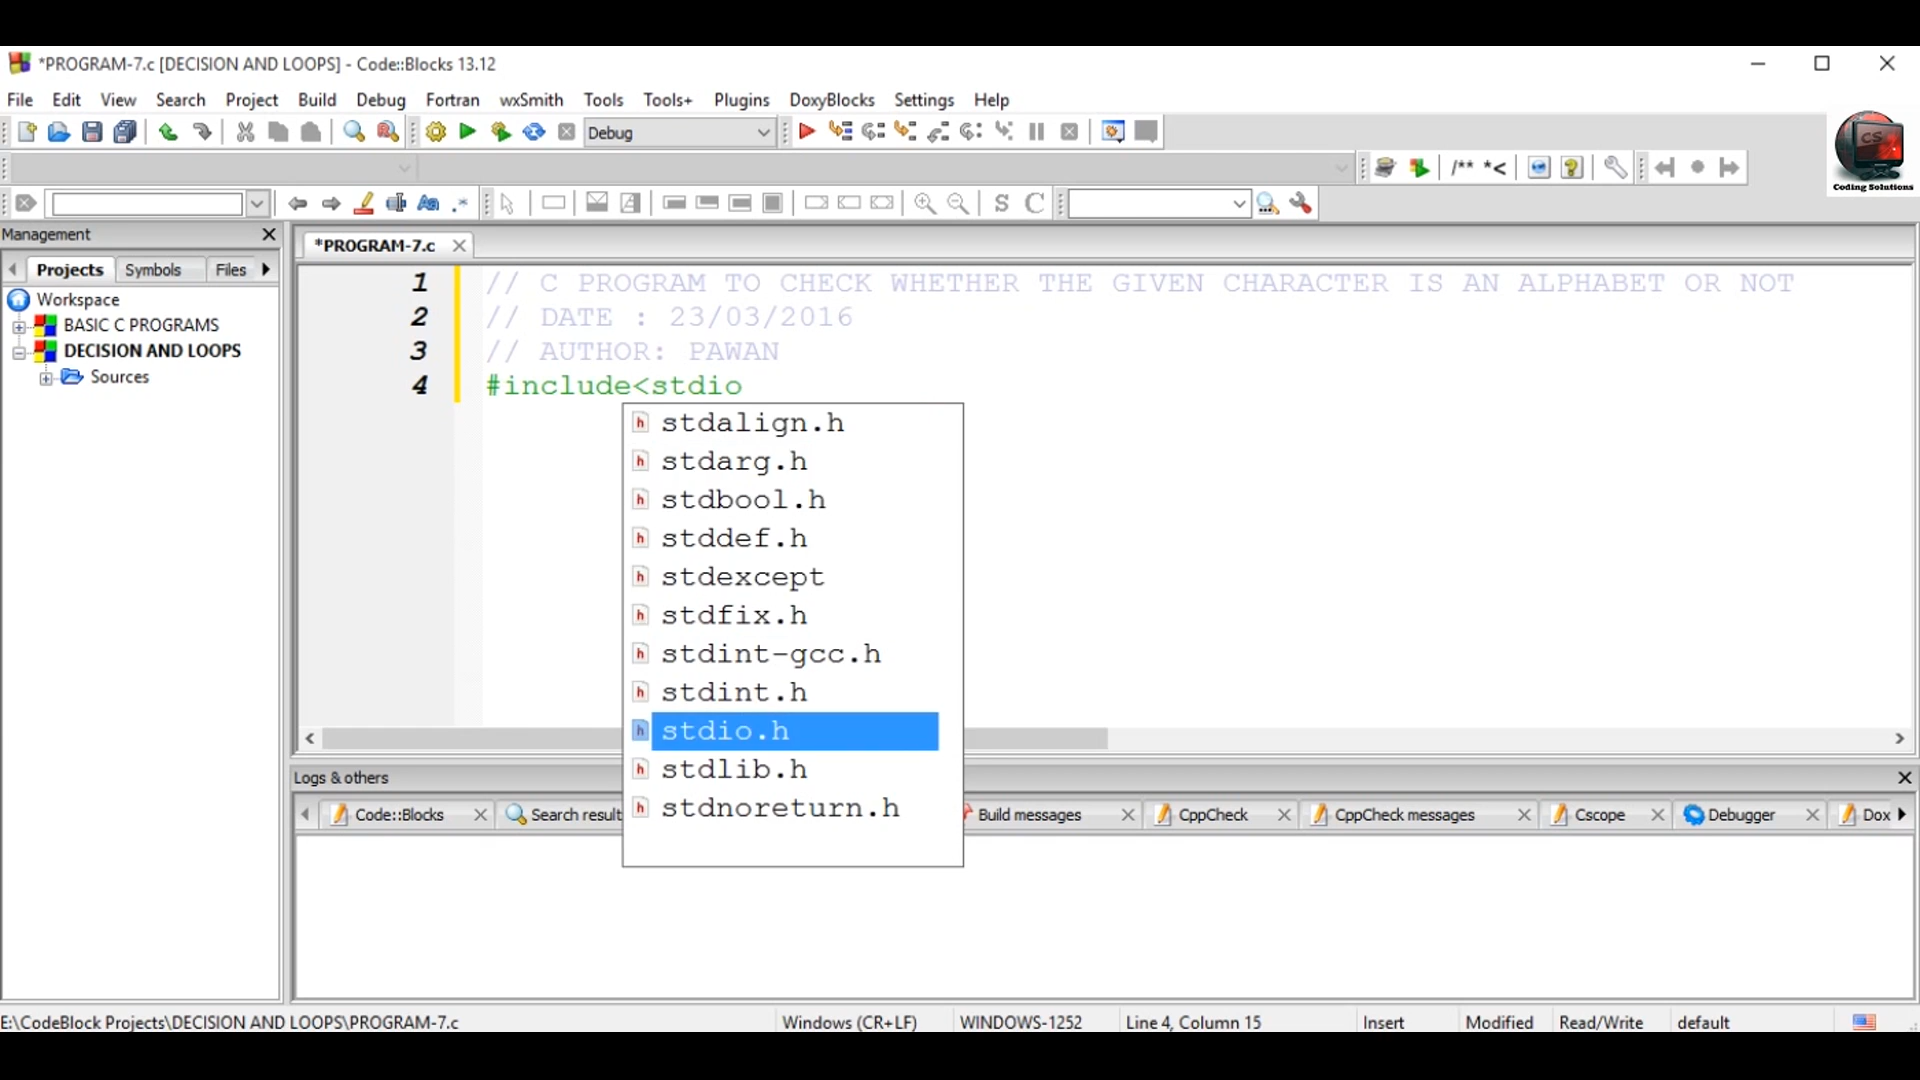 *PROGRAM-7.c [DECISION AND LOOPS] - Code::Blocks 13.12
File Edit View Search Project Build Debug Fortran wxSmith Tools Tools+ Plugins DoxyBlocks Settings Help
Debug
/** *<
S C
CS
Coding Solutions
Management
Projects Symbols Files
Workspace
BASIC C PROGRAMS
DECISION AND LOOPS
Sources
*PROGRAM-7.c
1 // C PROGRAM TO CHECK WHETHER THE GIVEN CHARACTER IS AN ALPHABET OR NOT
2 // DATE : 23/03/2016
3 // AUTHOR: PAWAN
4 #include<stdio
stdalign.h
stdarg.h
stdbool.h
stddef.h
stdexcept
stdfix.h
stdint-gcc.h
stdint.h
stdio.h
stdlib.h
stdnoreturn.h
Logs & others
Code::Blocks Search result Build messages CppCheck CppCheck messages Cscope Debugger Dox
E:\CodeBlock Projects\DECISION AND LOOPS\PROGRAM-7.c Windows (CR+LF) WINDOWS-1252 Line 4, Column 15 Insert Modified Read/Write default